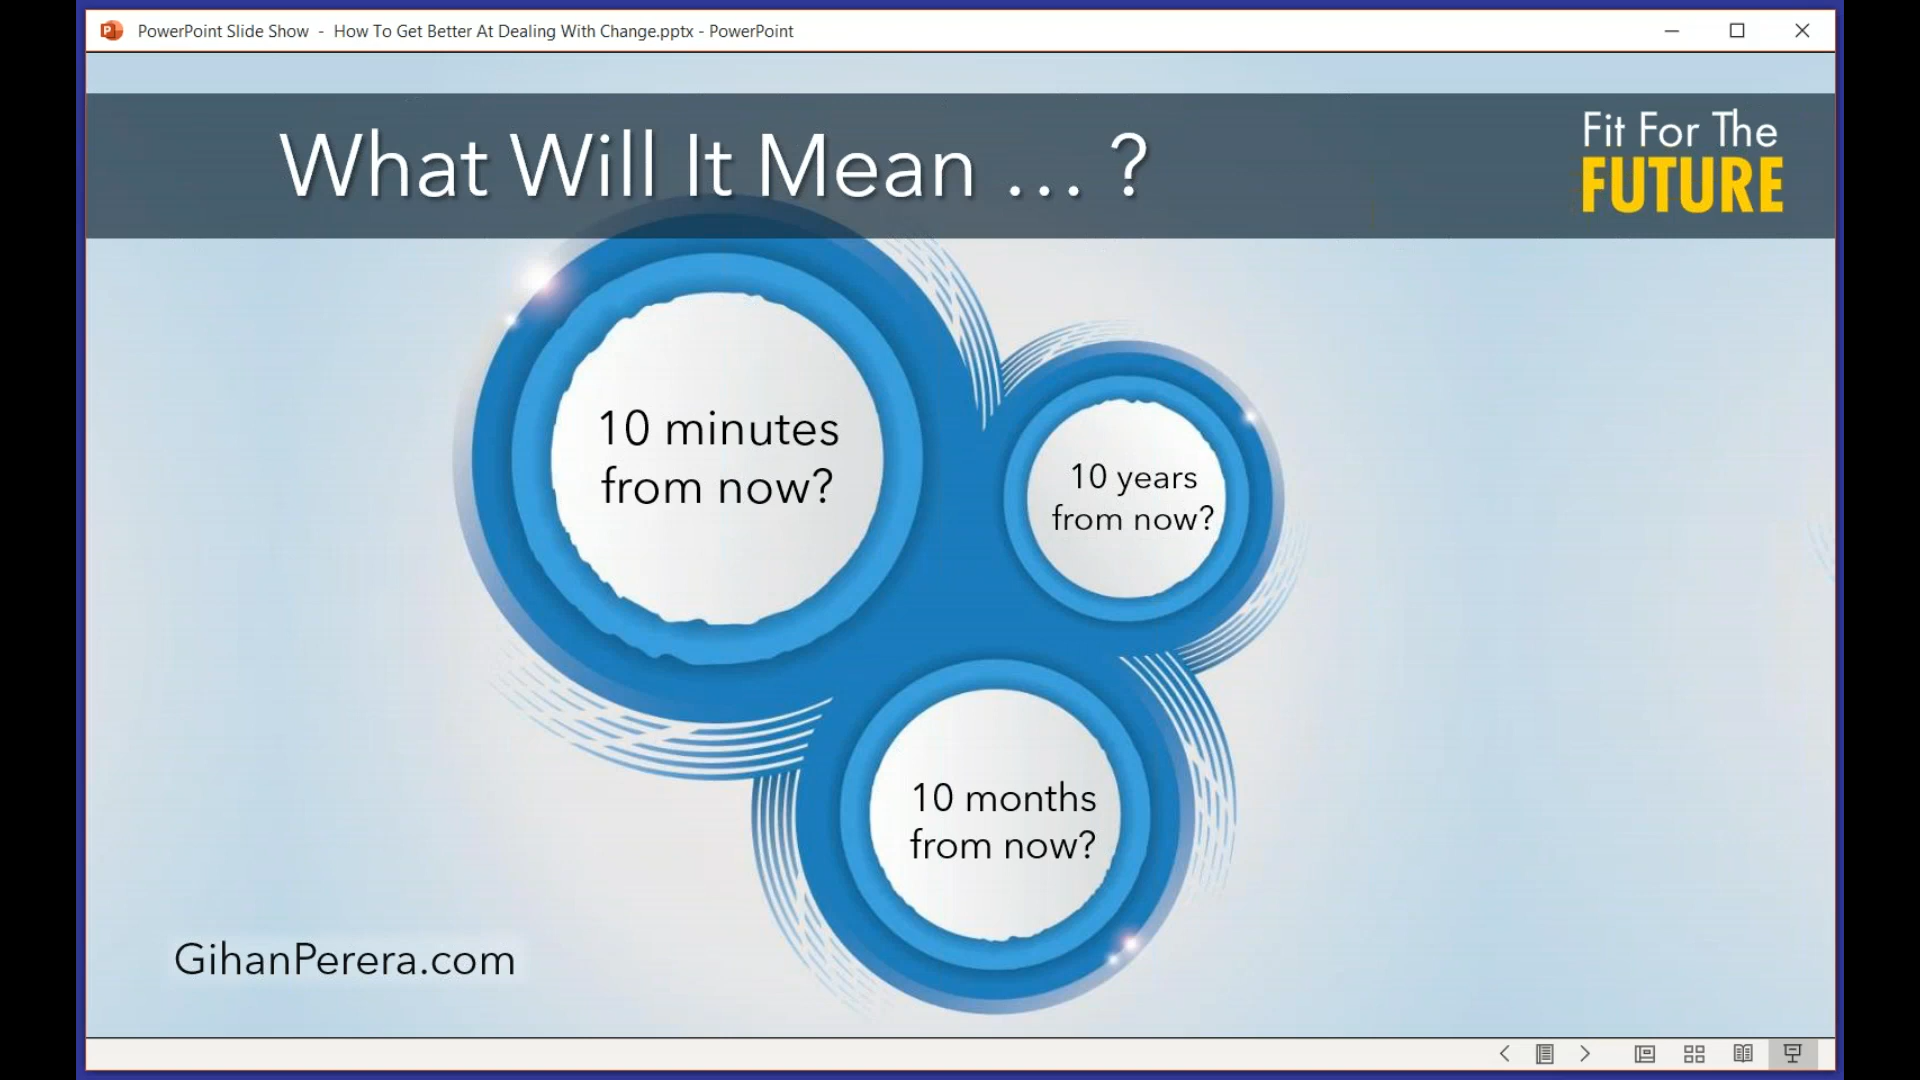 PowerPoint Slide Show - How To Get Better At Dealing With Change.pptx - PowerPoint
What Will It Mean ... ?
Fit For The
FUTURE
10 minutes
from now?
10 years
from now?
10 months
from now?
GihanPerera.com